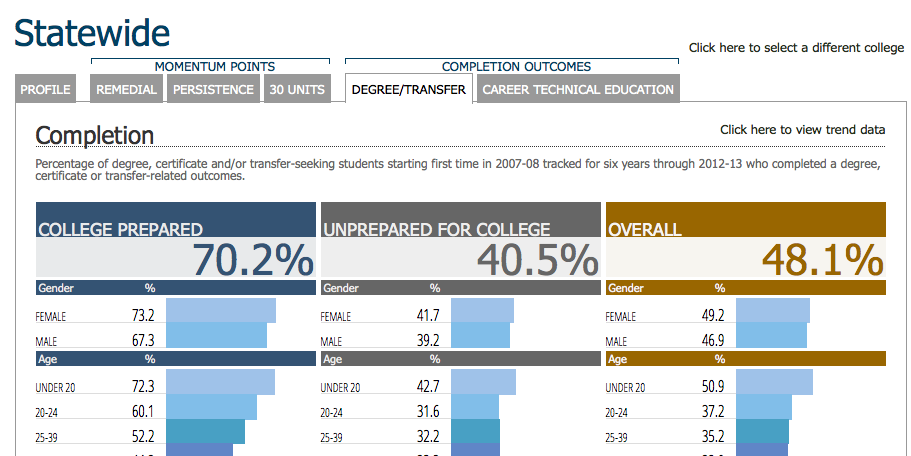 Statewide
Click here to select a different college
MOMENTUM POINTS
COMPLETION OUTCOMES
PROFILE REMEDIAL PERSISTENCE 30 UNITS DEGREE/TRANSFER CAREER TECHNICAL EDUCATION
Completion
Click here to view trend data
Percentage of degree, certificate and/or transfer-seeking students starting first time in 2007-08 tracked for six years through 2012-13 who completed a degree,
certificate or transfer-related outcomes.
COLLEGE PREPARED
70.2%
Gender %
FEMALE 73.2
MALE 67.3
Age %
UNDER 20 72.3
20-24 60.1
25-39 52.2
UNPREPARED FOR COLLEGE
40.5%
Gender %
FEMALE 41.7
MALE 39.2
Age %
UNDER 20 42.7
20-24 31.6
25-39 32.2
OVERALL
48.1%
Gender %
FEMALE 49.2
MALE 46.9
Age %
UNDER 20 50.9
20-24 37.2
25-39 35.2